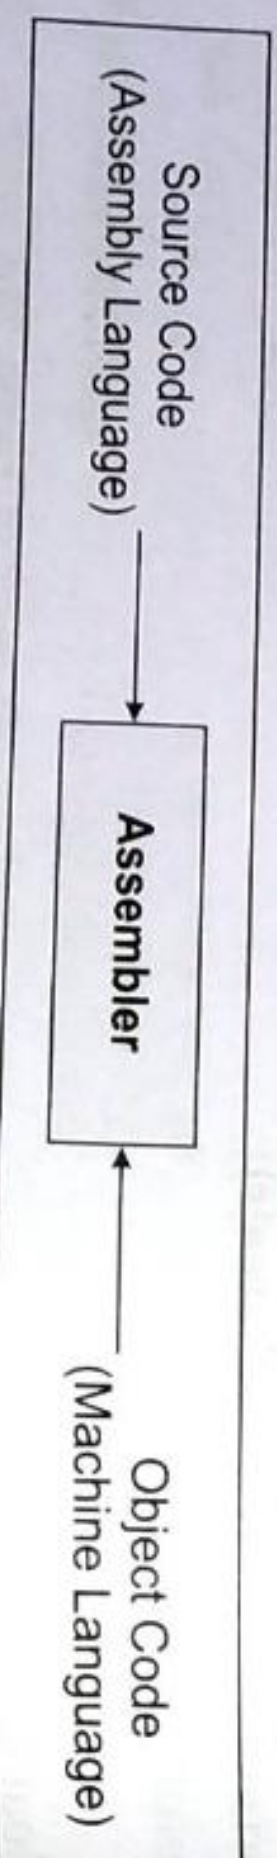 Source Code
(Assembly Language)
Assembler
Object Code
(Machine Language)